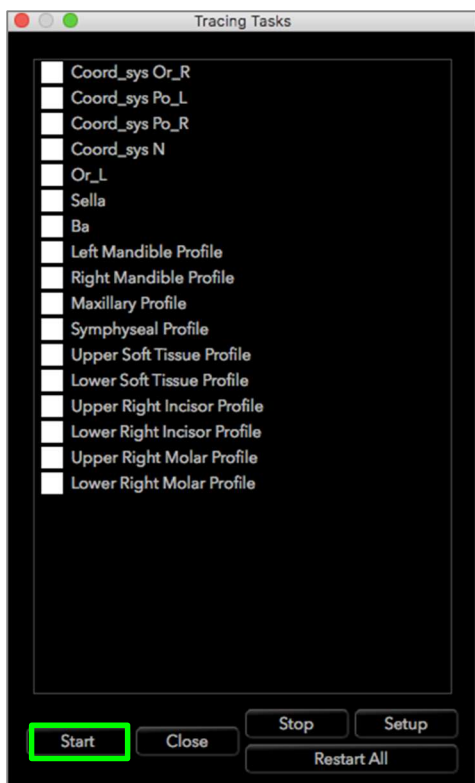 Tracing Tasks
Coord_sys Or_R
Coord_sys Po_L
Coord_sys Po_R
Coord_sys N
Or_L
Sella
Ba
Left Mandible Profile
Right Mandible Profile
Maxillary Profile
Symphyseal Profile
Upper Soft Tissue Profile
Lower Soft Tissue Profile
Upper Right Incisor Profile
Lower Right Incisor Profile
Upper Right Molar Profile
Lower Right Molar Profile
Start
Close
Stop
Setup
Restart All